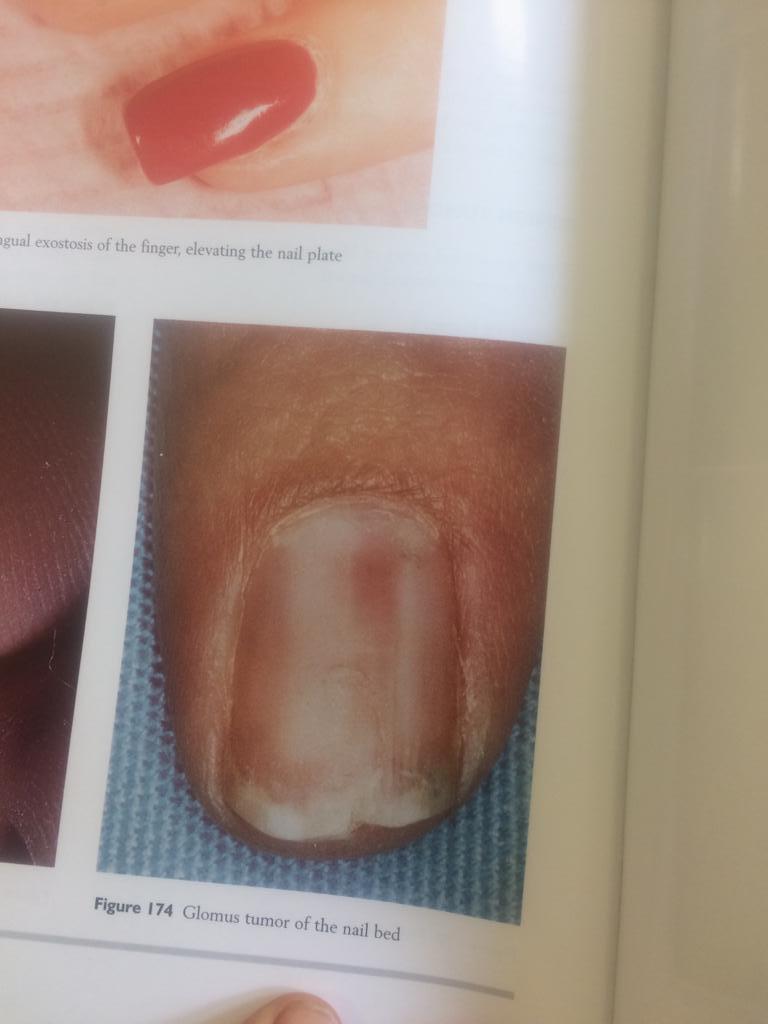 gual exostosis of the finger, elevating the nail plate
Figure 174 Glomus tumor of the nail bed